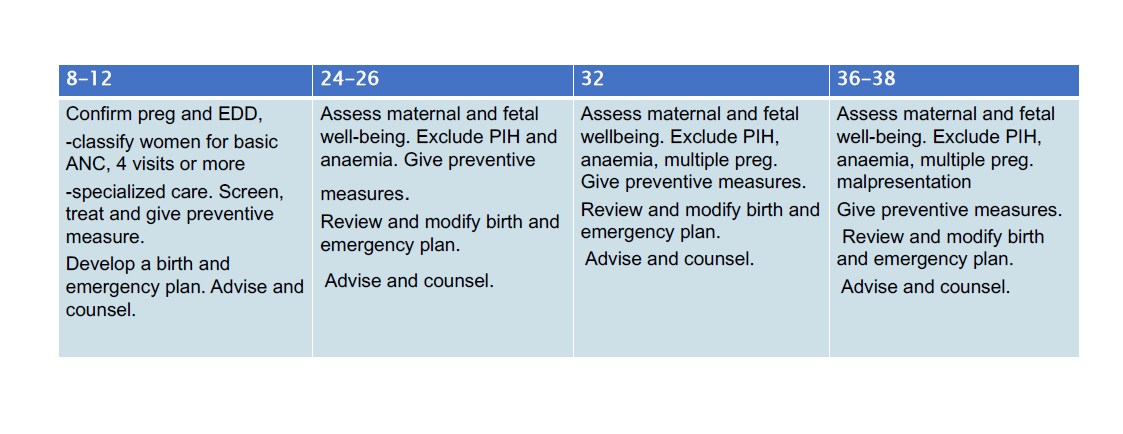 8–12
Confirm preg and EDD,
-classify women for basic
ANC, 4 visits or more
-specialized care. Screen,
treat and give preventive
measure.
Develop a birth and
emergency plan. Advise and
counsel.
24–26
Assess maternal and fetal
well-being. Exclude PIH and
anaemia. Give preventive
measures.
Review and modify birth and
emergency plan.
Advise and counsel.
32
Assess maternal and fetal
wellbeing. Exclude PIH,
anaemia, multiple preg.
Give preventive measures.
Review and modify birth and
emergency plan.
Advise and counsel.
36–38
Assess maternal and fetal
well-being. Exclude PIH,
anaemia, multiple preg.
malpresentation
Give preventive measures.
Review and modify birth
and emergency plan.
Advise and counsel.